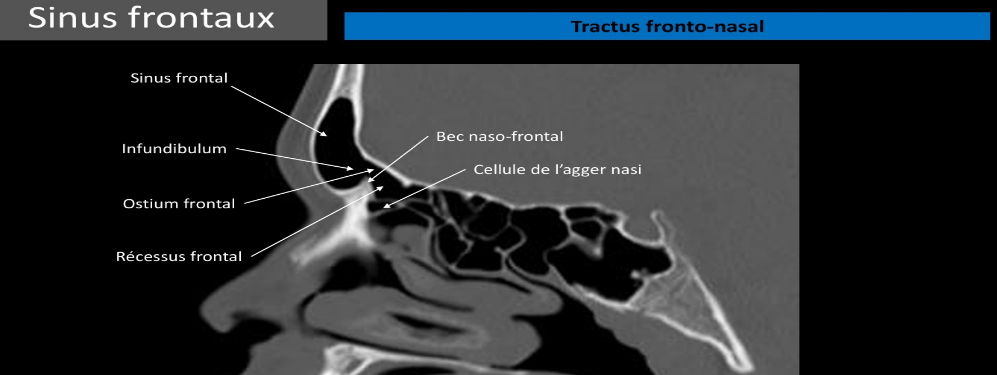 Sinus frontaux
Tractus fronto-nasal
Sinus frontal
Bec naso-frontal
Infundibulum
Cellule de l’agger nasi
Ostium frontal
Récessus frontal